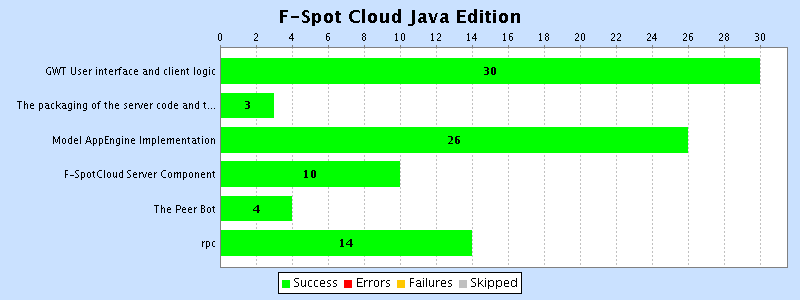 F-Spot Cloud Java Edition
0 2 4 6 8 10 12 14 16 18 20 22 24 26 28 30
GWT User interface and client logic 30
The packaging of the server code and t... 3
Model AppEngine Implementation 26
F-SpotCloud Server Component 10
The Peer Bot 4
rpc 14
Success Errors Failures Skipped